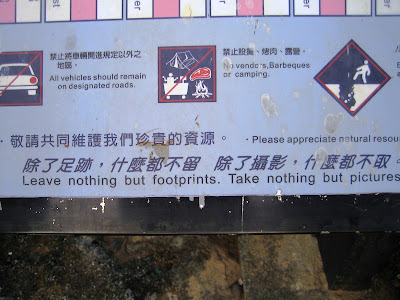 禁止將車輛開進規定以外之
地區。
All vehicles should remain
on designated roads.
禁止設攤、烤肉、露營。
No vendors,Barbeques
or camping.
·敬請共同維護我們珍貴的資源。
·Please appreciate natural resou
除了足跡，什麼都不留 除了攝影，什麼都不取。
Leave nothing but footprints. Take nothing but pictures